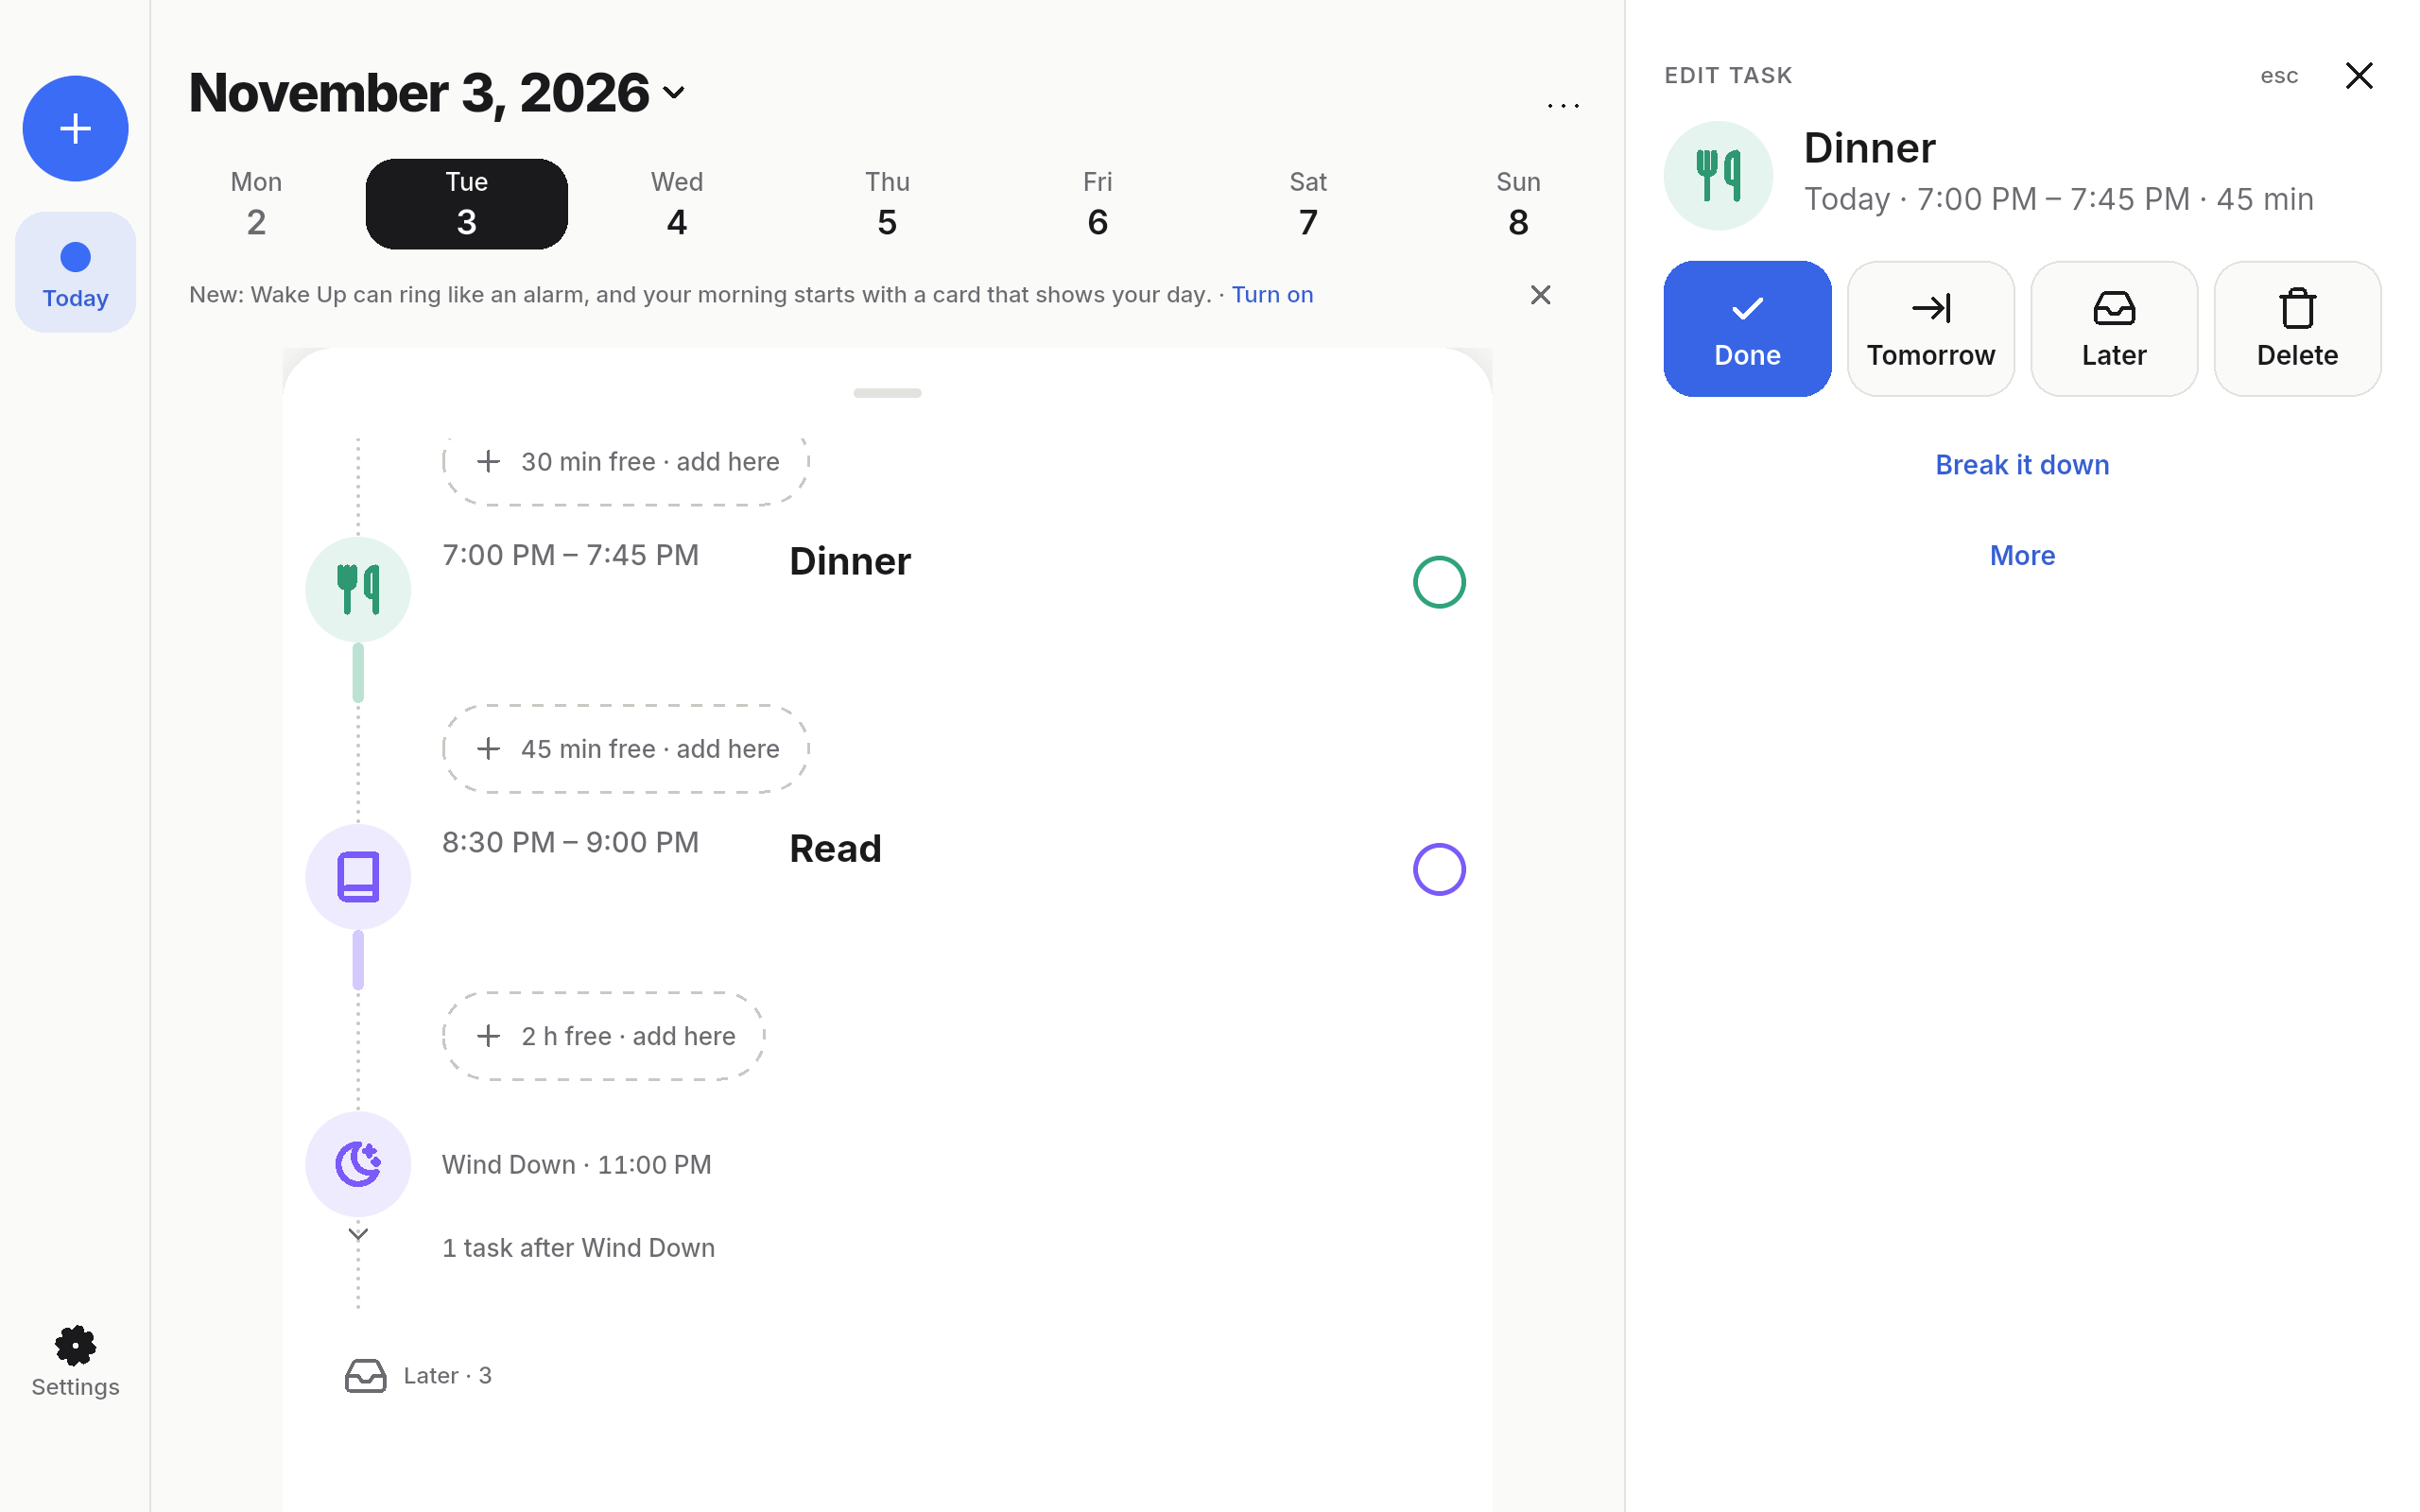 Today
Settings
November 3, 2026
...
Mon
2
Tue
3
Wed
4
Thu
5
Fri
6
Sat
7
Sun
8
New: Wake Up can ring like an alarm, and your morning starts with a card that shows your day. · Turn on
30 min free · add here
7:00 PM – 7:45 PM
Dinner
45 min free · add here
8:30 PM – 9:00 PM
Read
2 h free · add here
Wind Down · 11:00 PM
1 task after Wind Down
Later · 3
EDIT TASK
esc
Dinner
Today · 7:00 PM – 7:45 PM · 45 min
Done
Tomorrow
Later
Delete
Break it down
More